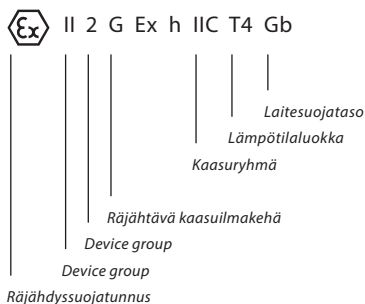 Ex II 2 G Ex h IIC T4 Gb
Laitesuojataso
Lämpötilaluokka
Kaasuryhmä
Räjähtävä kaasuilmakehä
Device group
Device group
Räjähdyssuojatunnus